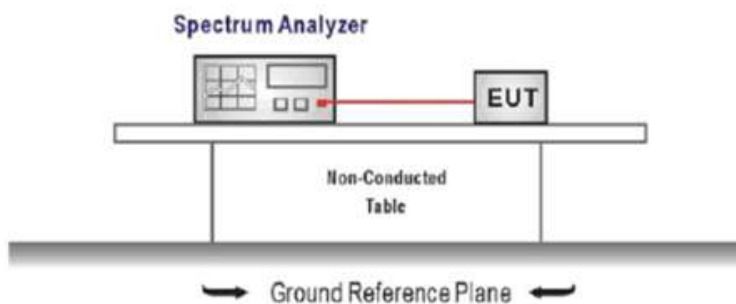 Spectrum Analyzer
EUT
Non-Conducted
Table
Ground Reference Plane